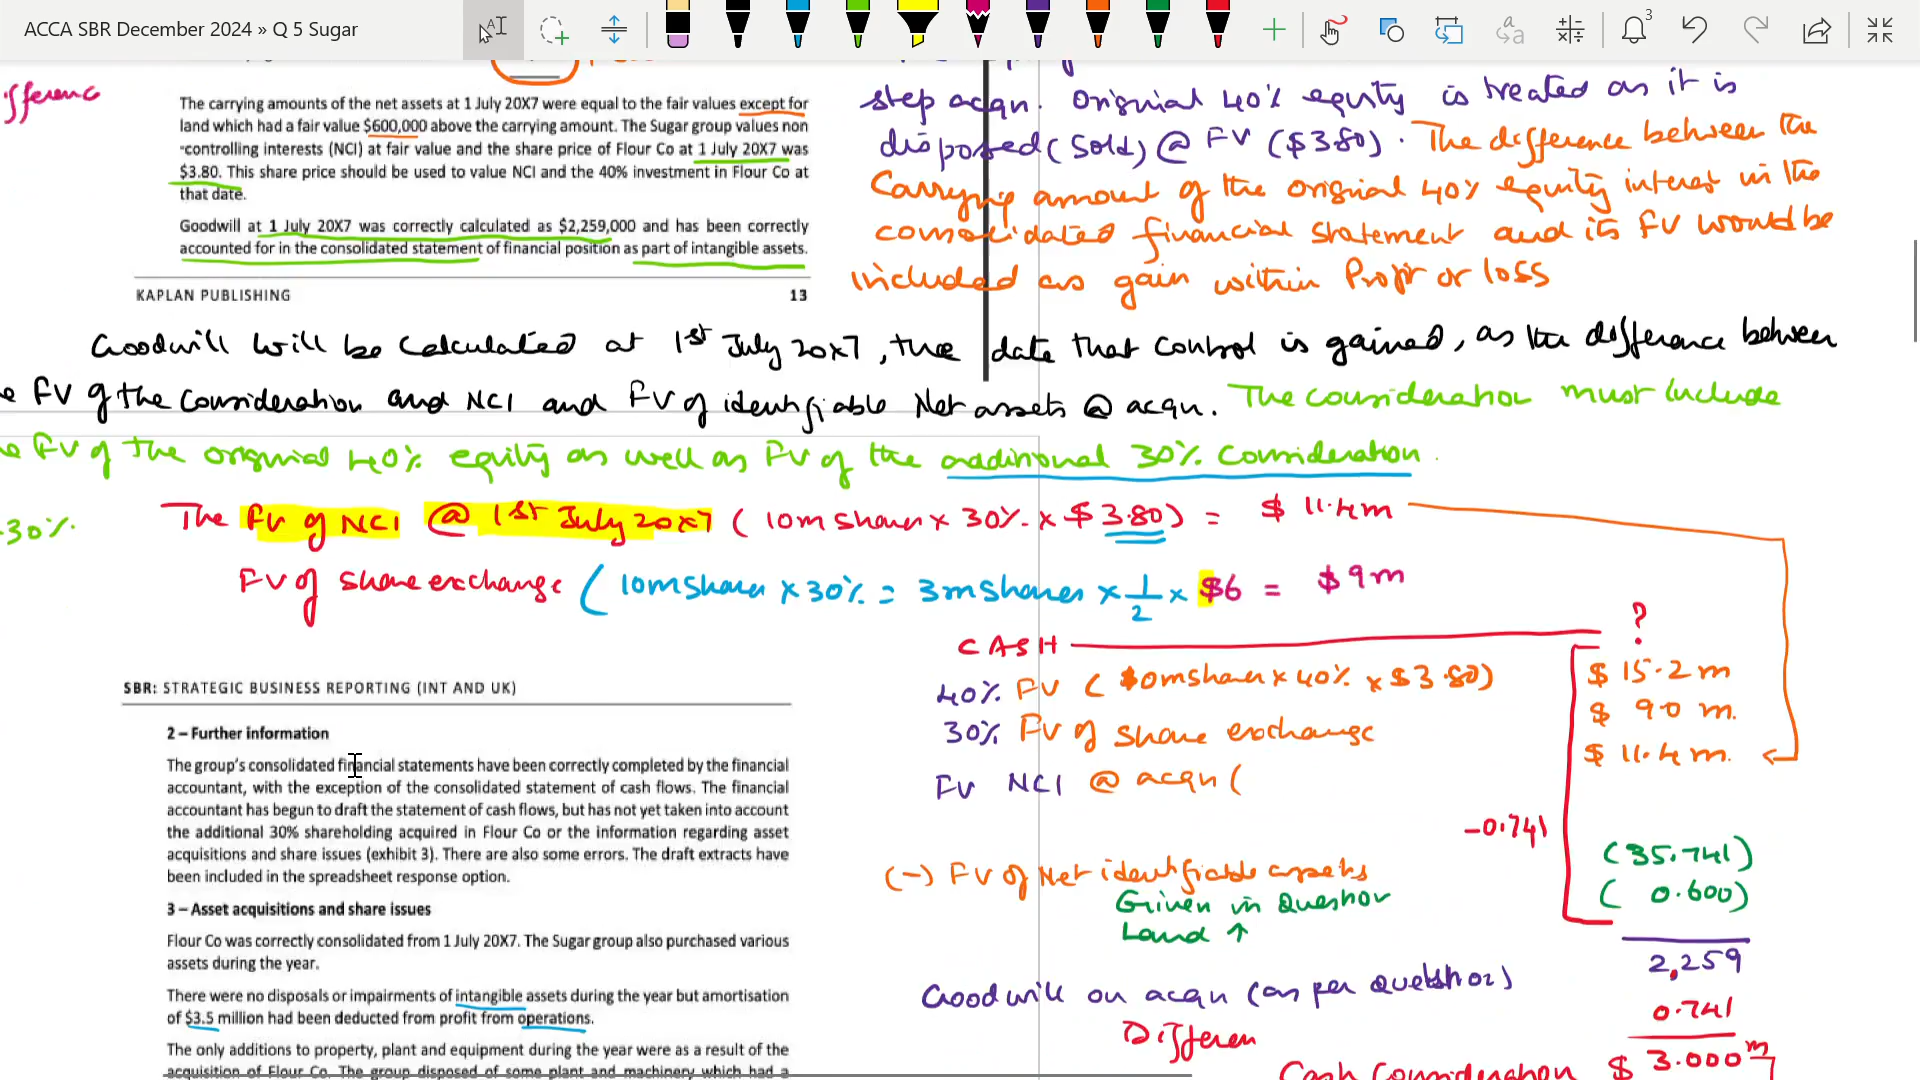 ACCA SBR December 2024 » Q 5 Sugar
3
fference
The carrying amounts of the net assets at 1 July 20X7 were equal to the fair values except for
land which had a fair value $600,000 above the carrying amount. The Sugar group values non
-controlling interests (NCI) at fair value and the share price of Flour Co at 1 July 20X7 was
$3.80. This share price should be used to value NCI and the 40% investment in Flour Co at
that date.
Goodwill at 1 July 20X7 was correctly calculated as $2,259,000 and has been correctly
accounted for in the consolidated statement of financial position as part of intangible assets.
KAPLAN PUBLISHING 13
step acqn. Original 40% equity is treated as it is
disposed (Sold) @ FV ($3.80). The difference between the
Carrying amount of the original 40% equity interest in the
consolidated financial statement and its FV would be
included as gain within Profit or loss
Goodwill will be calculated at 1st July 20x7, the date that control is gained, as the difference between
e FV of the consideration and NCI and FV of identifiable Net assets @ acqn. The consideration must include
e FV of the original 40% equity as well as FV of the additional 30% consideration.
30%.
The FV of NCI @ 1st July 20x7 (10m shares x 30% x $3.80) = $ 11.4m
FV of share exchange (10m shares x 30% = 3m shares x 1/2 x $6 = $9m
CASH ?
40% FV ($0m shares x 40% x $3.80) $ 15.2m
30% FV of share exchange $ 9.0 m.
FV NCI @ acqn ( $ 11.4m.
-0.741
(-) FV of Net identifiable assets (35.741)
Given in Question
Land ↑ ( 0.600)
Goodwill on acqn (as per question) 2,259
Differen 0.741
Cash Consideration $ 3.000m
SBR: STRATEGIC BUSINESS REPORTING (INT AND UK)
2 – Further information
The group's consolidated financial statements have been correctly completed by the financial
accountant, with the exception of the consolidated statement of cash flows. The financial
accountant has begun to draft the statement of cash flows, but has not yet taken into account
the additional 30% shareholding acquired in Flour Co or the information regarding asset
acquisitions and share issues (exhibit 3). There are also some errors. The draft extracts have
been included in the spreadsheet response option.
3 – Asset acquisitions and share issues
Flour Co was correctly consolidated from 1 July 20X7. The Sugar group also purchased various
assets during the year.
There were no disposals or impairments of intangible assets during the year but amortisation
of $3.5 million had been deducted from profit from operations.
The only additions to property, plant and equipment during the year were as a result of the
acquisition of Flour Co. The group disposed of some plant and machinery which had a